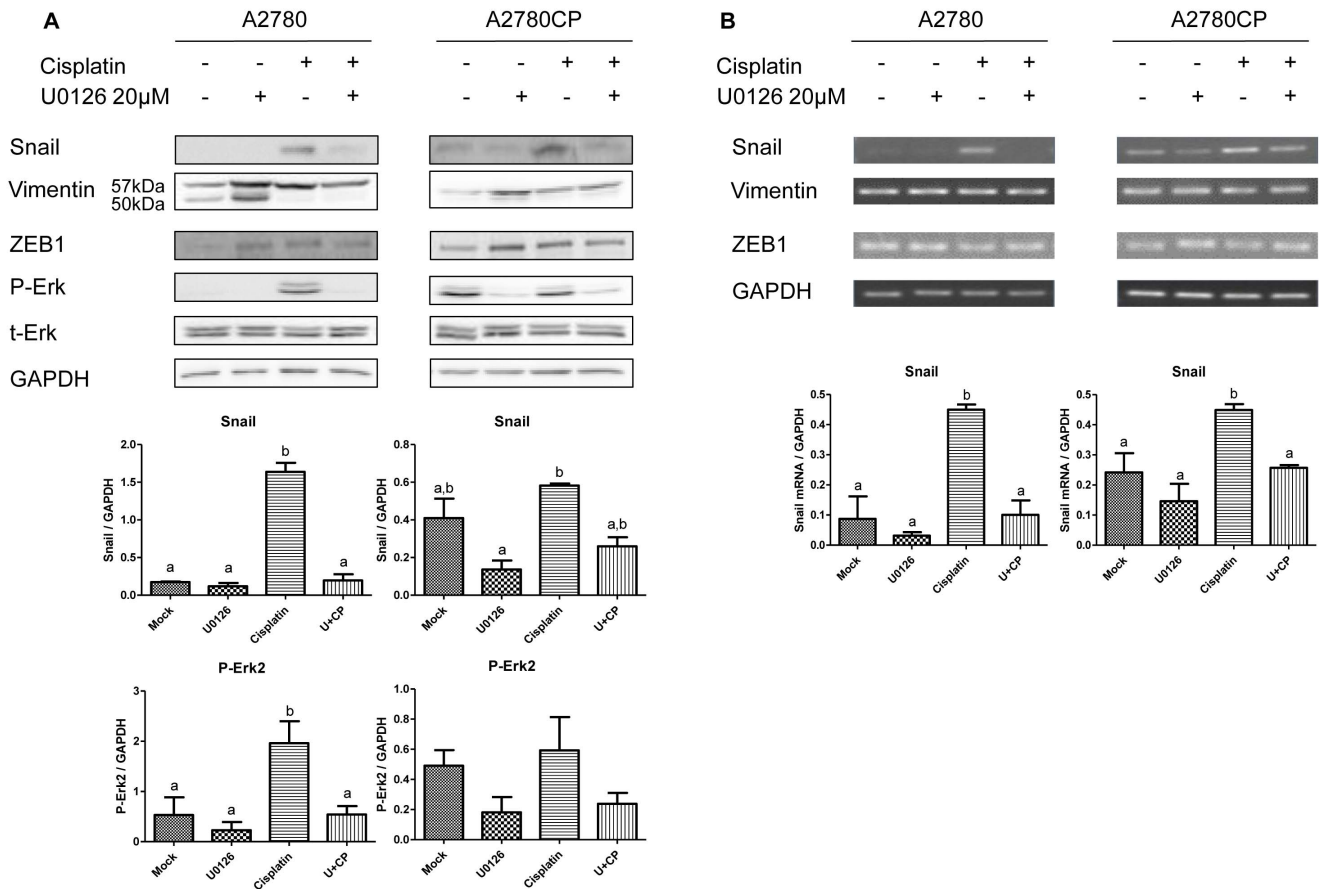 A A2780 A2780CP
Cisplatin - - + + - - + +
U0126 20µM - + - + - + - +
Snail
Vimentin 57kDa
50kDa
ZEB1
P-Erk
t-Erk
GAPDH
Snail
Snail / GAPDH
2.0
1.5
1.0
0.5
0.0
a a b a
Mock U0126 Cisplatin U+CP
Snail
Snail / GAPDH
0.8
0.6
0.4
0.2
0.0
a,b a b a,b
Mock U0126 Cisplatin U+CP
P-Erk2
P-Erk2 / GAPDH
3
2
1
0
a a b a
Mock U0126 Cisplatin U+CP
P-Erk2
P-Erk2 / GAPDH
1.0
0.8
0.6
0.4
0.2
0.0
Mock U0126 Cisplatin U+CP
B A2780 A2780CP
Cisplatin - - + + - - + +
U0126 20µM - + - + - + - +
Snail
Vimentin
ZEB1
GAPDH
Snail
Snail mRNA / GAPDH
0.5
0.4
0.3
0.2
0.1
0.0
a a b a
Mock U0126 Cisplatin U+CP
Snail
Snail mRNA / GAPDH
0.5
0.4
0.3
0.2
0.1
0.0
a a b a
Mock U0126 Cisplatin U+CP